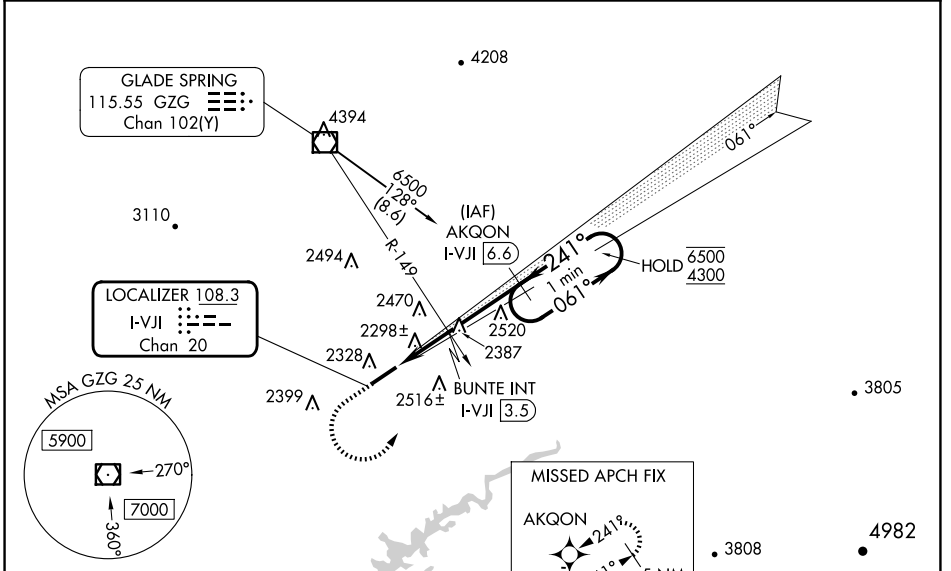 4208
GLADE SPRING
115.55 GZG
Chan 102(Y)
4394
061°
6500
128°
(8.6)
3110
(IAF)
AKQON
I-VJI 6.6
R-149
241°
1 min
061°
HOLD 6500
4300
2494
LOCALIZER 108.3
I-VJI
Chan 20
2470
2298±
2520
2387
2328
BUNTE INT
I-VJI 3.5
2399
2516±
3805
MSA GZG 25 NM
5900
270°
7000
360°
MISSED APCH FIX
AKQON
241°
3808
4982